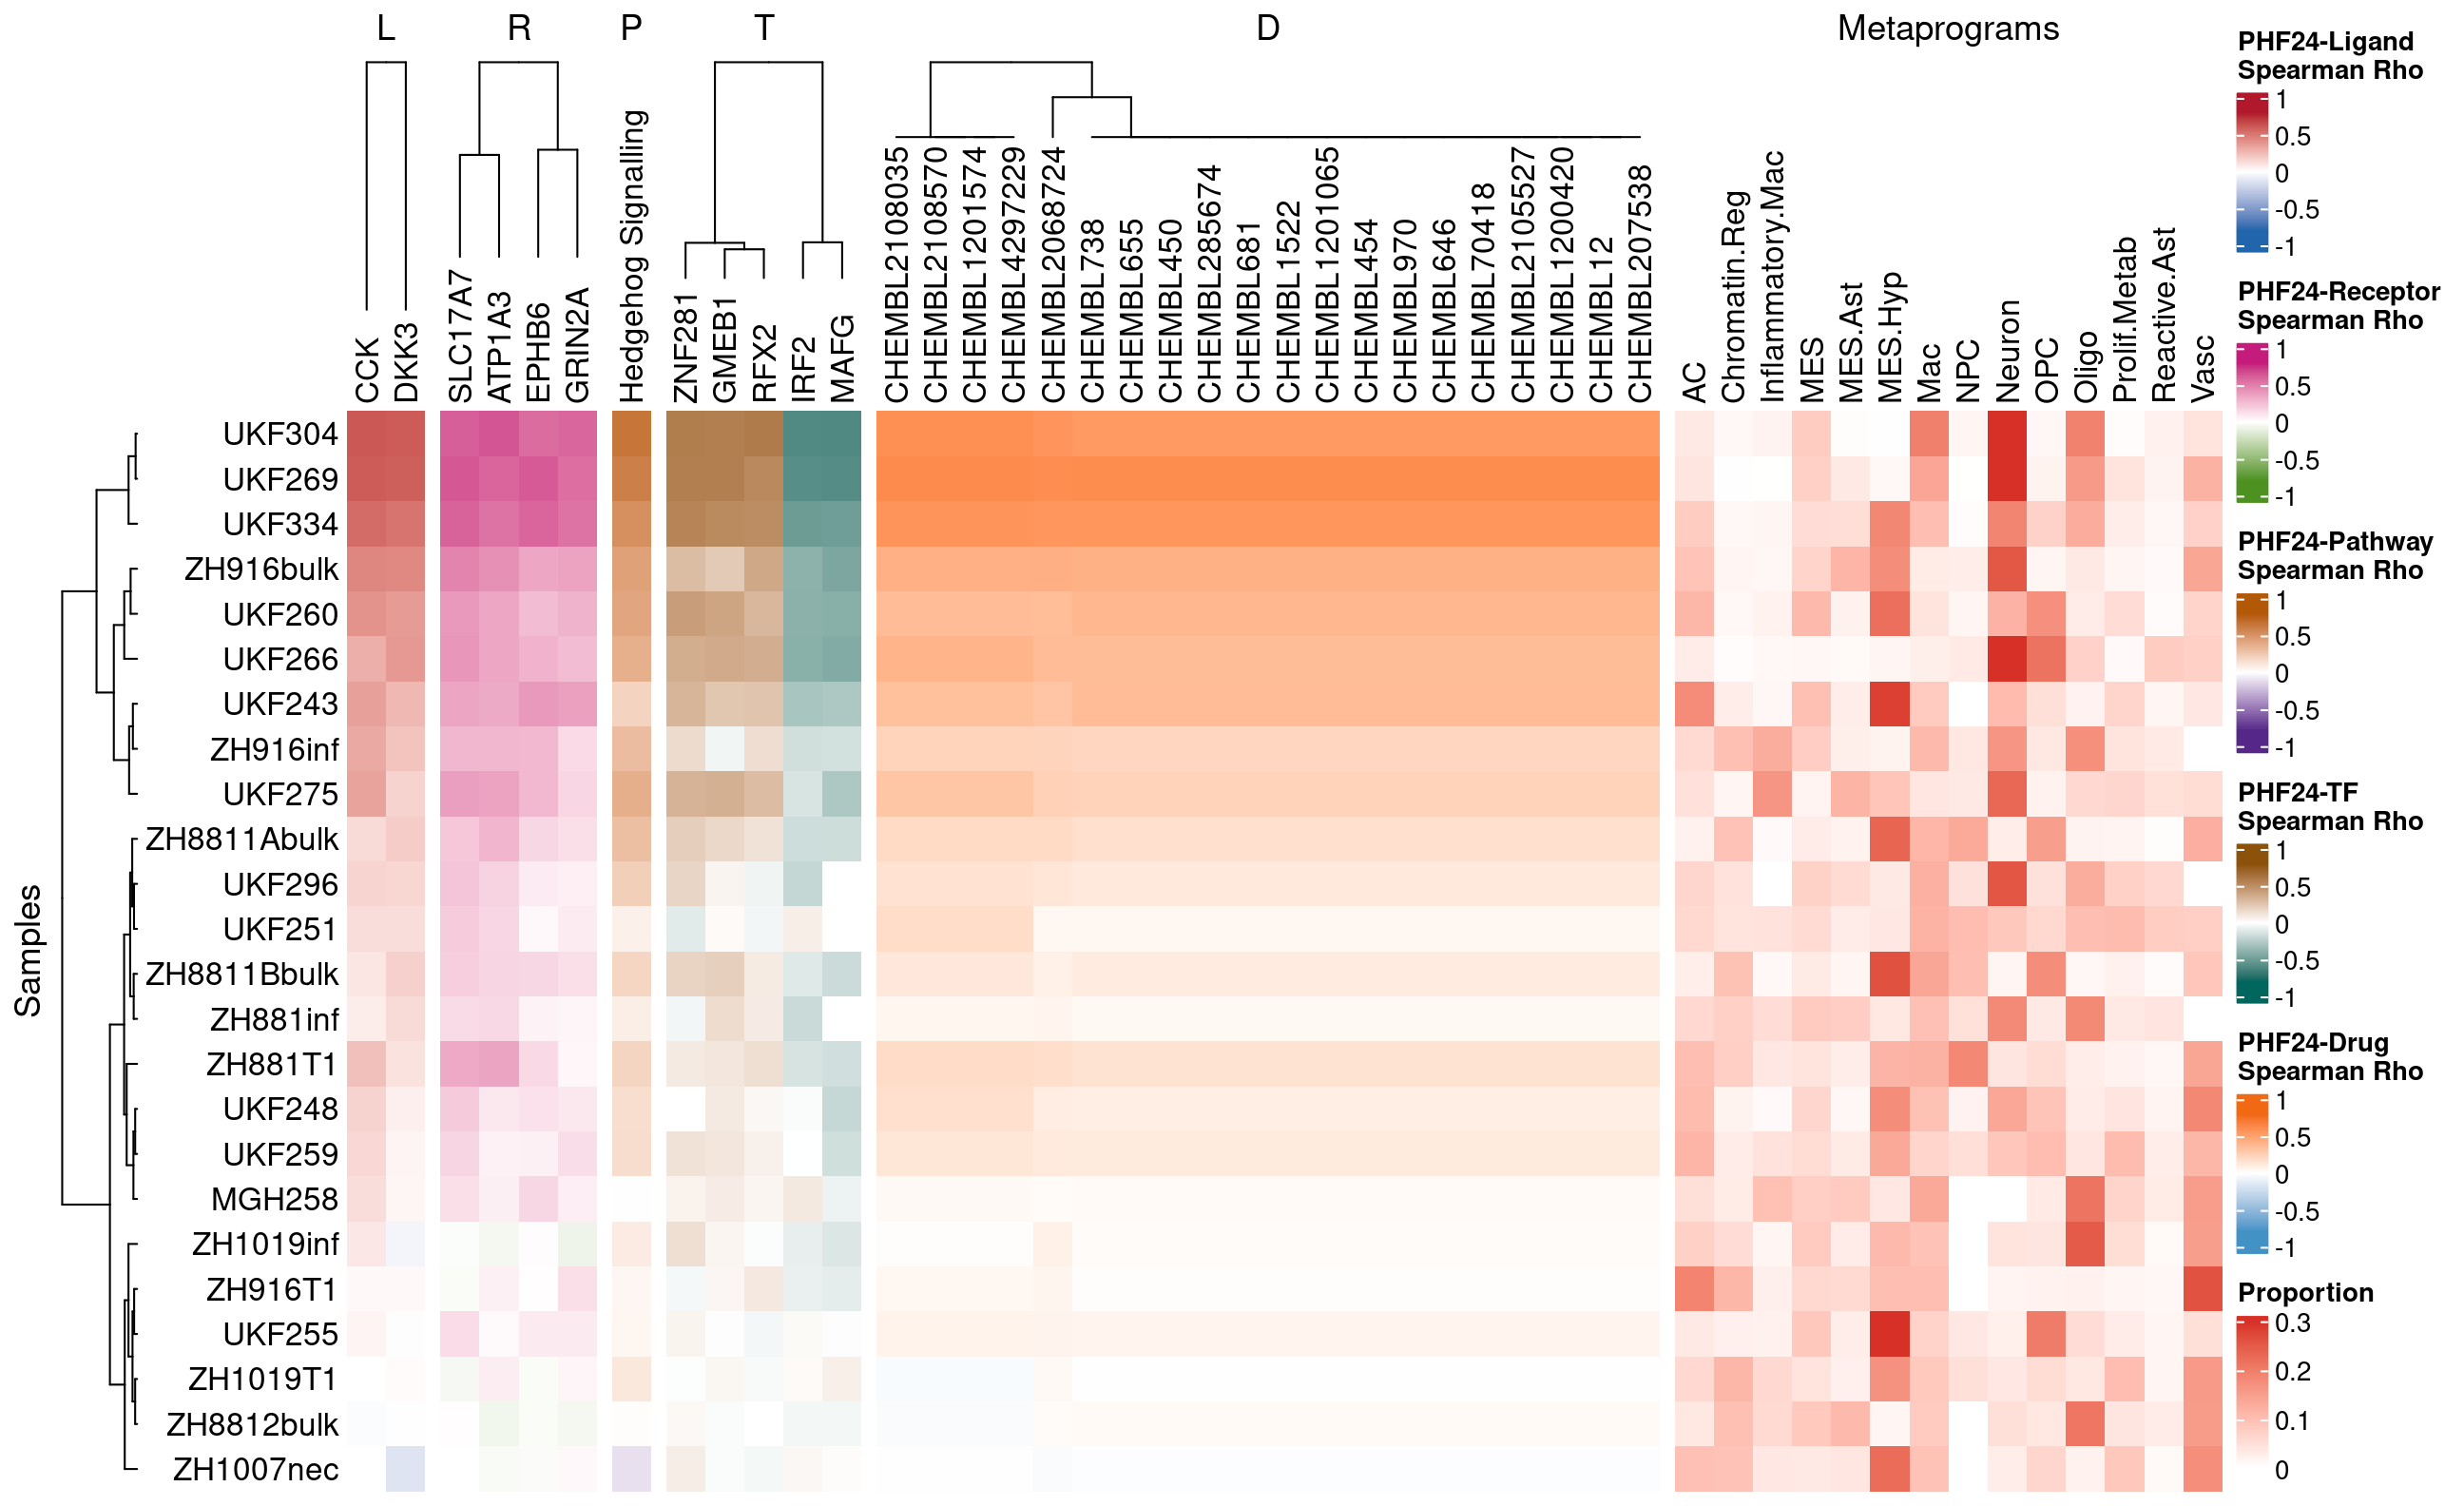 L
R
P
T
D
Metaprograms
CCK
DKK3
SLC17A7
ATP1A3
EPHB6
GRIN2A
Hedgehog Signalling
ZNF281
GMEB1
RFX2
IRF2
MAFG
CHEMBL2108035
CHEMBL2108570
CHEMBL1201574
CHEMBL4297229
CHEMBL2068724
CHEMBL738
CHEMBL655
CHEMBL450
CHEMBL285674
CHEMBL681
CHEMBL1522
CHEMBL1201065
CHEMBL454
CHEMBL970
CHEMBL646
CHEMBL70418
CHEMBL2105527
CHEMBL1200420
CHEMBL12
CHEMBL207538
AC
Chromatin.Reg
Inflammatory.Mac
MES
MES.Ast
MES.Hyp
Mac
NPC
Neuron
OPC
Oligo
Prolif.Metab
Reactive.Ast
Vasc
Samples
UKF304
UKF269
UKF334
ZH916bulk
UKF260
UKF266
UKF243
ZH916inf
UKF275
ZH8811Abulk
UKF296
UKF251
ZH8811Bbulk
ZH881inf
ZH881T1
UKF248
UKF259
MGH258
ZH1019inf
ZH916T1
UKF255
ZH1019T1
ZH8812bulk
ZH1007nec
PHF24-Ligand
Spearman Rho
1
0.5
0
-0.5
-1
PHF24-Receptor
Spearman Rho
1
0.5
0
-0.5
-1
PHF24-Pathway
Spearman Rho
1
0.5
0
-0.5
-1
PHF24-TF
Spearman Rho
1
0.5
0
-0.5
-1
PHF24-Drug
Spearman Rho
1
0.5
0
-0.5
-1
Proportion
0.3
0.2
0.1
0